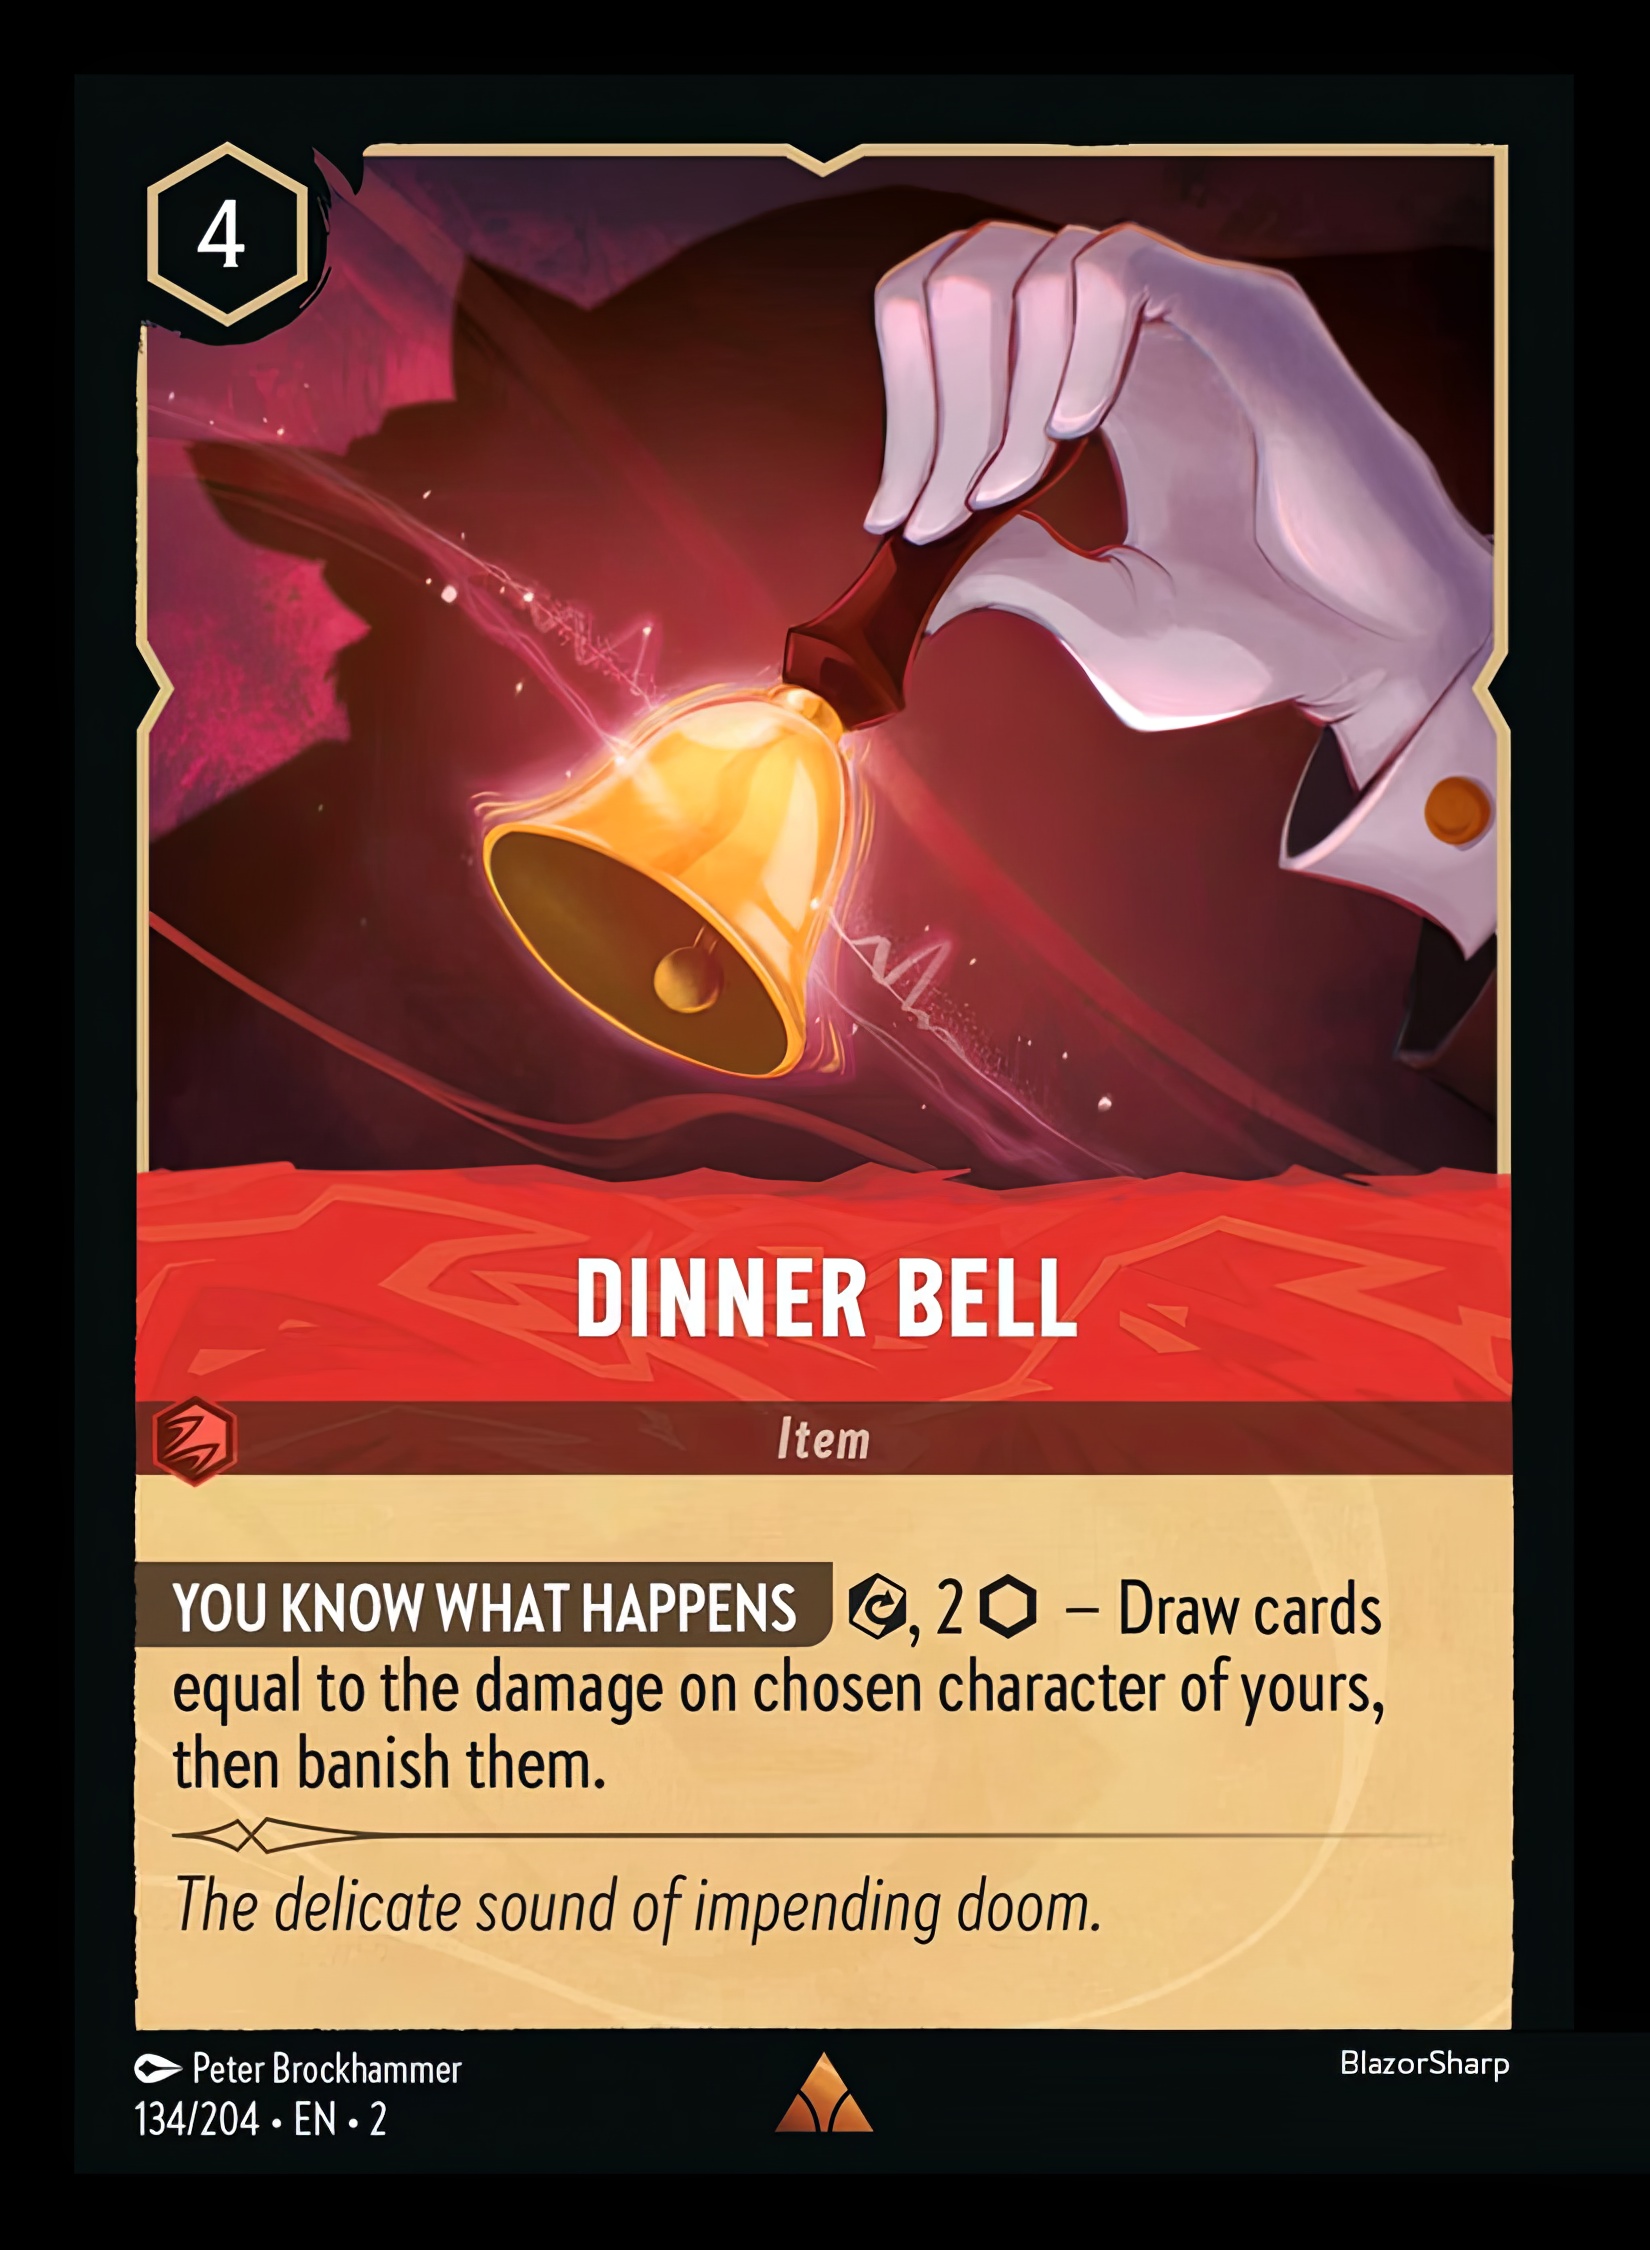 4
DINNER BELL
Item
YOU KNOW WHAT HAPPENS , 2 – Draw cards
equal to the damage on chosen character of yours,
then banish them.
The delicate sound of impending doom.
Peter Brockhammer
BlazorSharp
134/204 • EN • 2